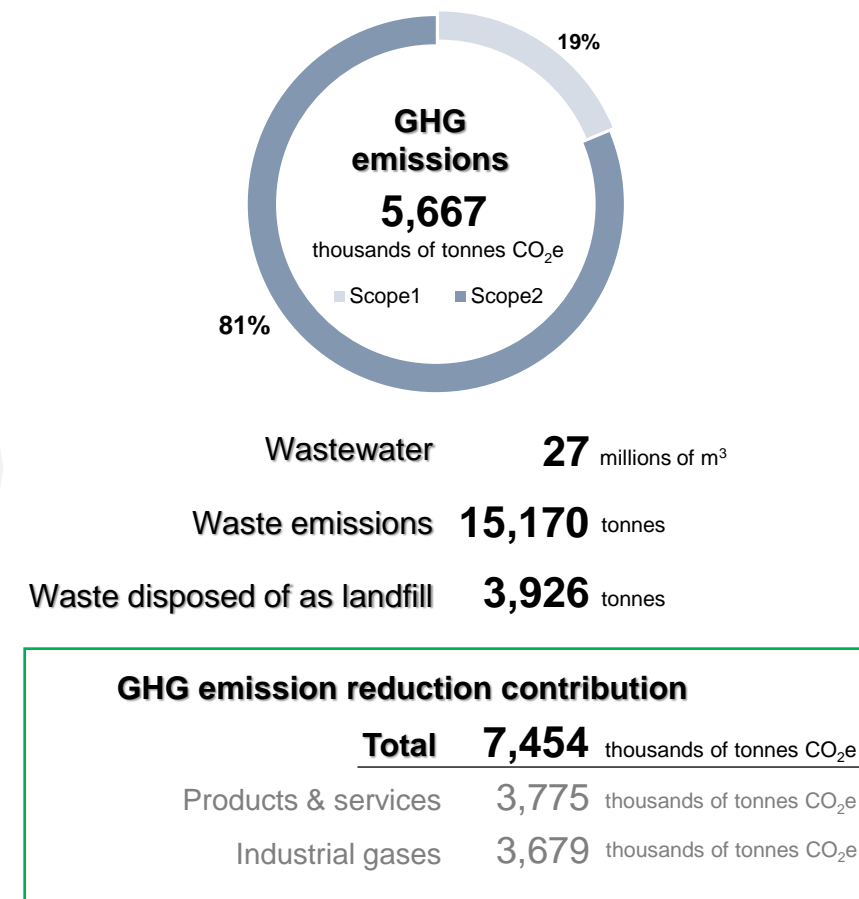 19%
GHG
emissions
5,667
thousands of tonnes CO₂e
Scope1 Scope2
81%
Wastewater 27 millions of m³
Waste emissions 15,170 tonnes
Waste disposed of as landfill 3,926 tonnes
GHG emission reduction contribution
Total 7,454 thousands of tonnes CO₂e
Products & services 3,775 thousands of tonnes CO₂e
Industrial gases 3,679 thousands of tonnes CO₂e